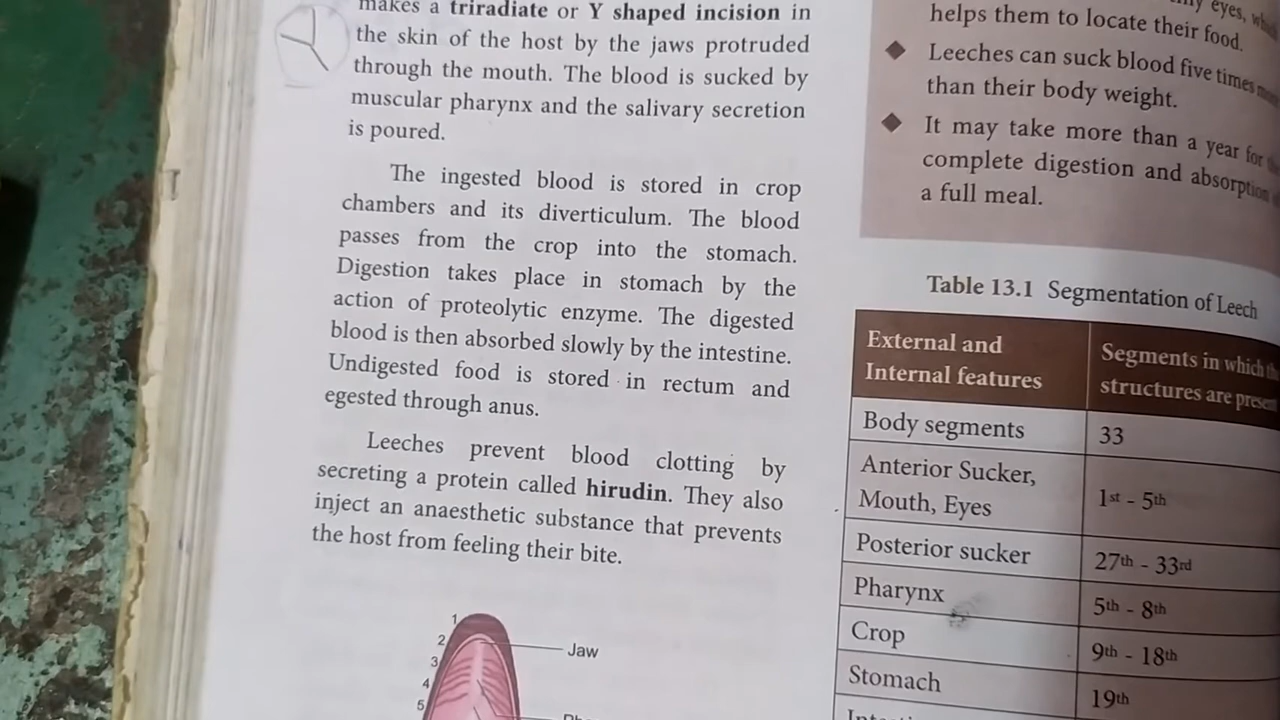 makes a triradiate or Y shaped incision in
the skin of the host by the jaws protruded
through the mouth. The blood is sucked by
muscular pharynx and the salivary secretion
is poured.
The ingested blood is stored in crop
chambers and its diverticulum. The blood
passes from the crop into the stomach.
Digestion takes place in stomach by the
action of proteolytic enzyme. The digested
blood is then absorbed slowly by the intestine.
Undigested food is stored in rectum and
egested through anus.
Leeches prevent blood clotting by
secreting a protein called hirudin. They also
inject an anaesthetic substance that prevents
the host from feeling their bite.
1
2
3
4
5
Jaw
eyes,
helps them to locate their food.
Leeches can suck blood five times
than their body weight.
It may take more than a year for
complete digestion and absorption
a full meal.
Table 13.1 Segmentation of Leech
External and
Internal features
Segments in which
structures are
Body segments
33
Anterior Sucker,
Mouth, Eyes
1st - 5th
Posterior sucker
27th - 33rd
Pharynx
5th - 8th
Crop
9th - 18th
Stomach
19th